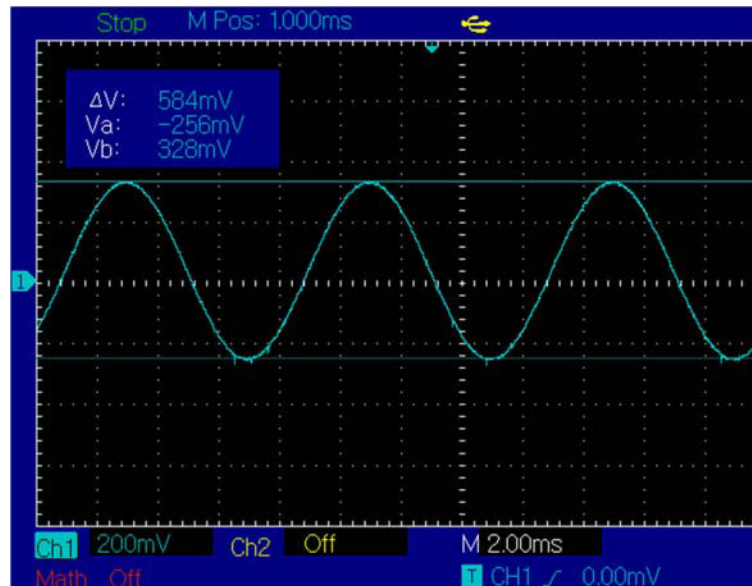 Stop M Pos: 1.000ms
ΔV: 584mV
Va: -256mV
Vb: 328mV
1
Ch1 200mV Ch2 Off M 2.00ms
Math Off T CH1 0.00mV